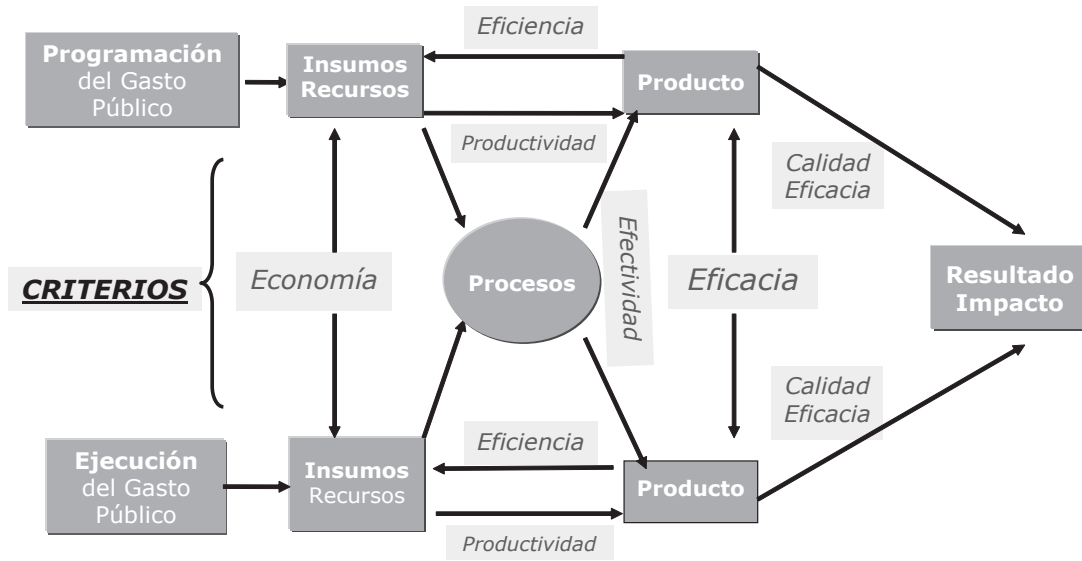 Eficiencia
Programación
del Gasto
Público
Insumos
Recursos
Producto
Productividad
Calidad
Eficacia
CRITERIOS
Economía
Procesos
Efectividad
Eficacia
Resultado
Impacto
Calidad
Eficacia
Ejecución
del Gasto
Público
Insumos
Recursos
Eficiencia
Producto
Productividad